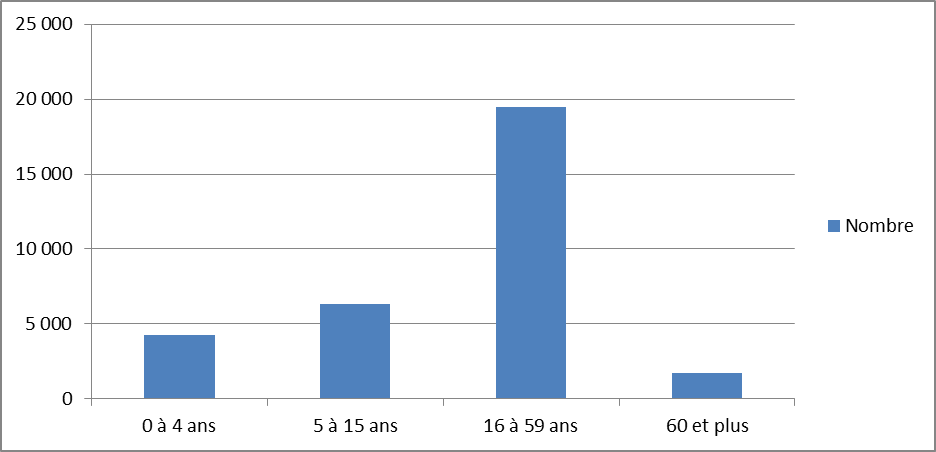 25 000
20 000
15 000
10 000
5 000
0
0 à 4 ans
5 à 15 ans
16 à 59 ans
60 et plus
Nombre